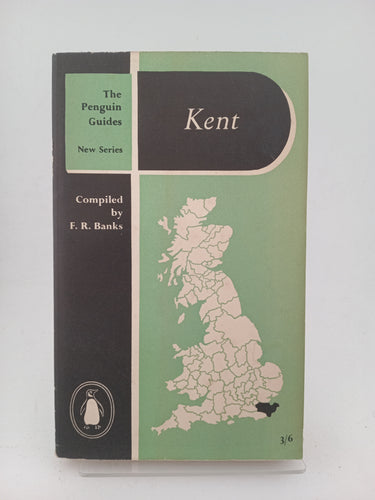 The
Penguin
Guides
New Series
Kent
Compiled
by
F. R. Banks
3/6